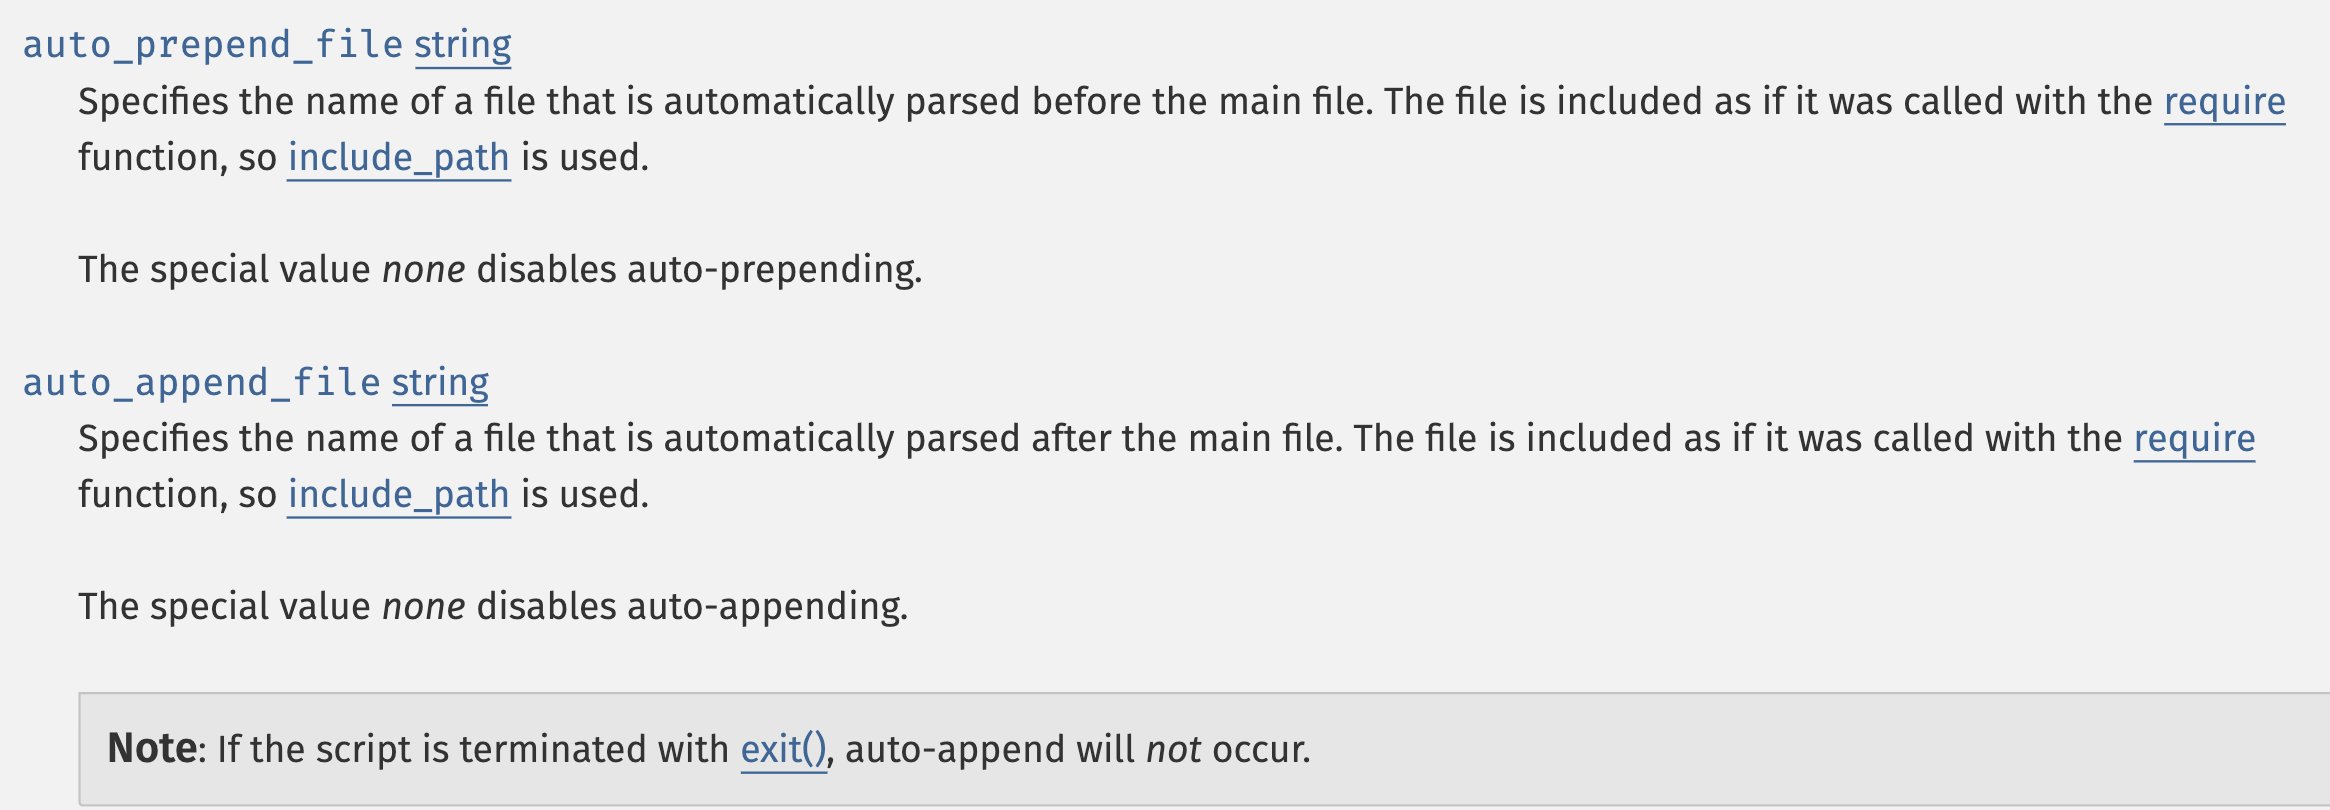 auto_prepend_file string
Specifies the name of a file that is automatically parsed before the main file. The file is included as if it was called with the require
function, so include_path is used.
The special value none disables auto-prepending.
auto_append_file string
Specifies the name of a file that is automatically parsed after the main file. The file is included as if it was called with the require
function, so include_path is used.
The special value none disables auto-appending.
Note: If the script is terminated with exit(), auto-append will not occur.